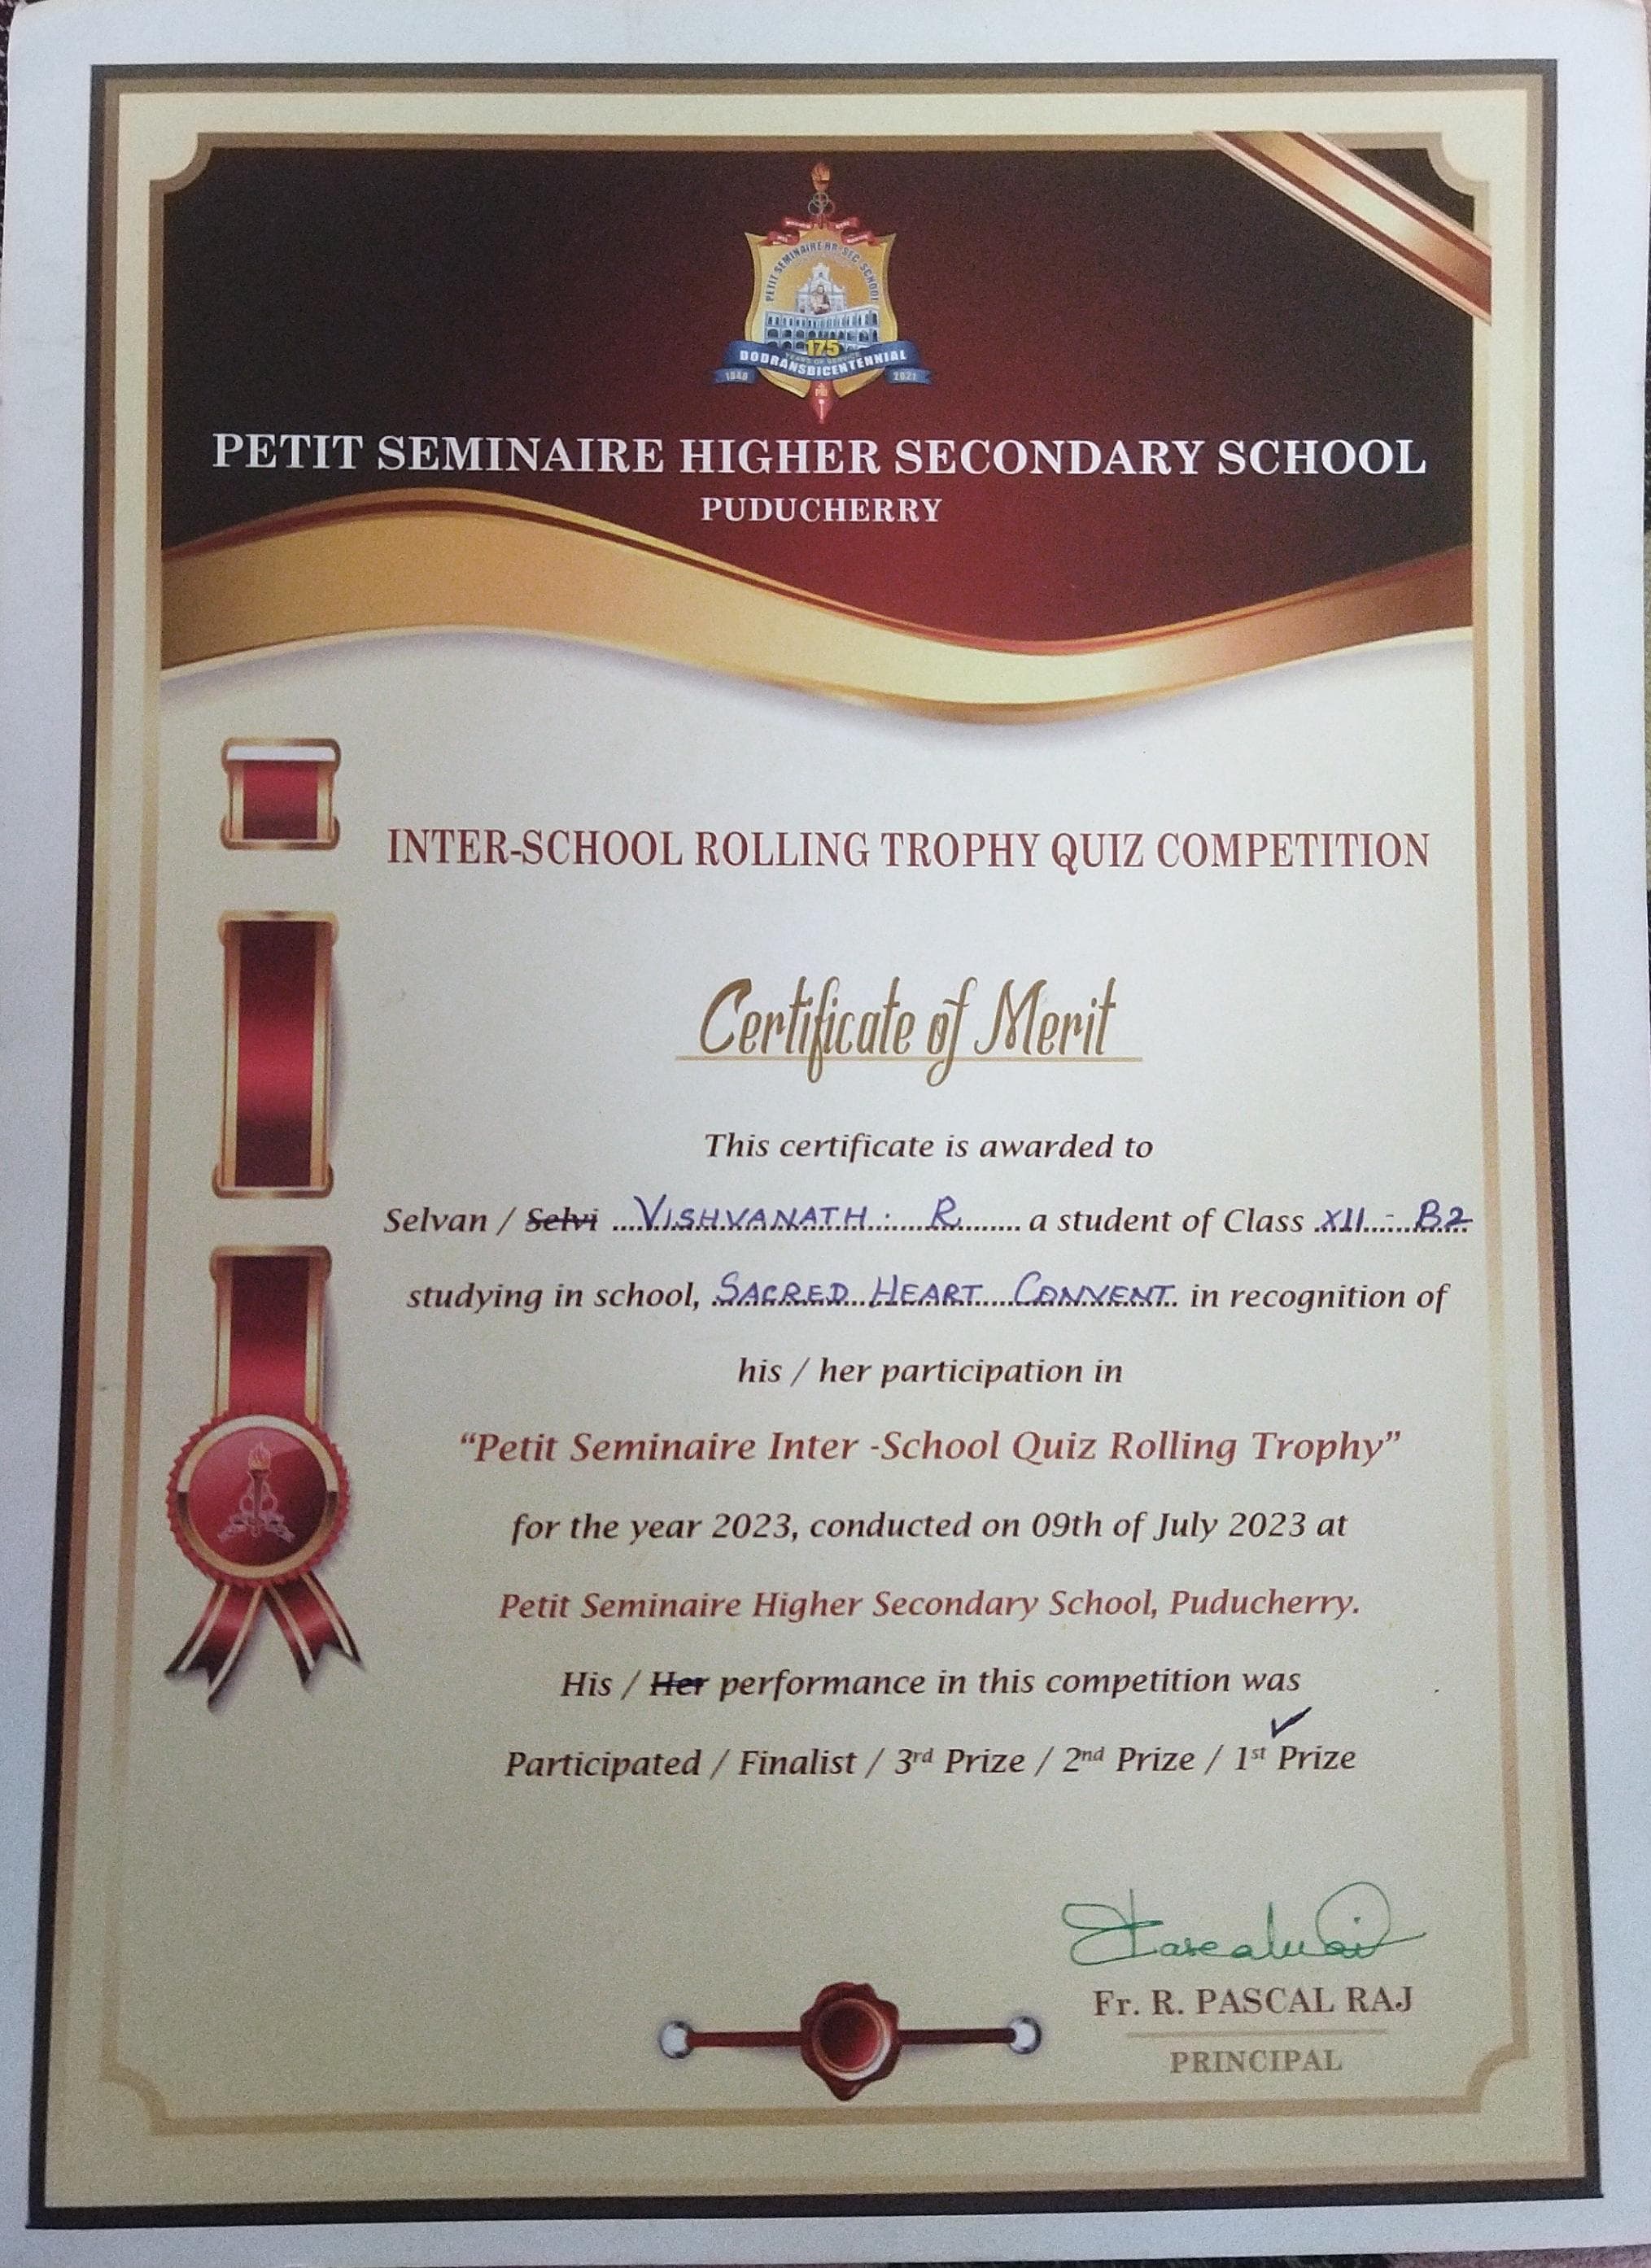 PETIT SEMINAIRE HR. SEC. SCHOOL
175
YEARS OF SERVICE
DODRANSBICENTENNIAL
PETIT SEMINAIRE HIGHER SECONDARY SCHOOL
PUDUCHERRY
INTER-SCHOOL ROLLING TROPHY QUIZ COMPETITION
Certificate of Merit
This certificate is awarded to
Selvan / Selvi VISHVANATH. R. a student of Class XII - B2
studying in school, SACRED HEART CONVENT in recognition of
his / her participation in
“Petit Seminaire Inter -School Quiz Rolling Trophy”
for the year 2023, conducted on 09th of July 2023 at
Petit Seminaire Higher Secondary School, Puducherry.
His / Her performance in this competition was
Participated / Finalist / 3rd Prize / 2nd Prize / 1st Prize
Fr. R. PASCAL RAJ
PRINCIPAL